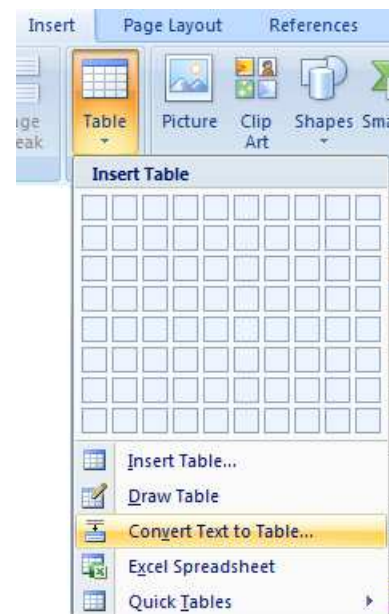 Insert Page Layout References
Table Picture Clip Art Shapes
Insert Table
Insert Table...
Draw Table
Convert Text to Table...
Excel Spreadsheet
Quick Tables